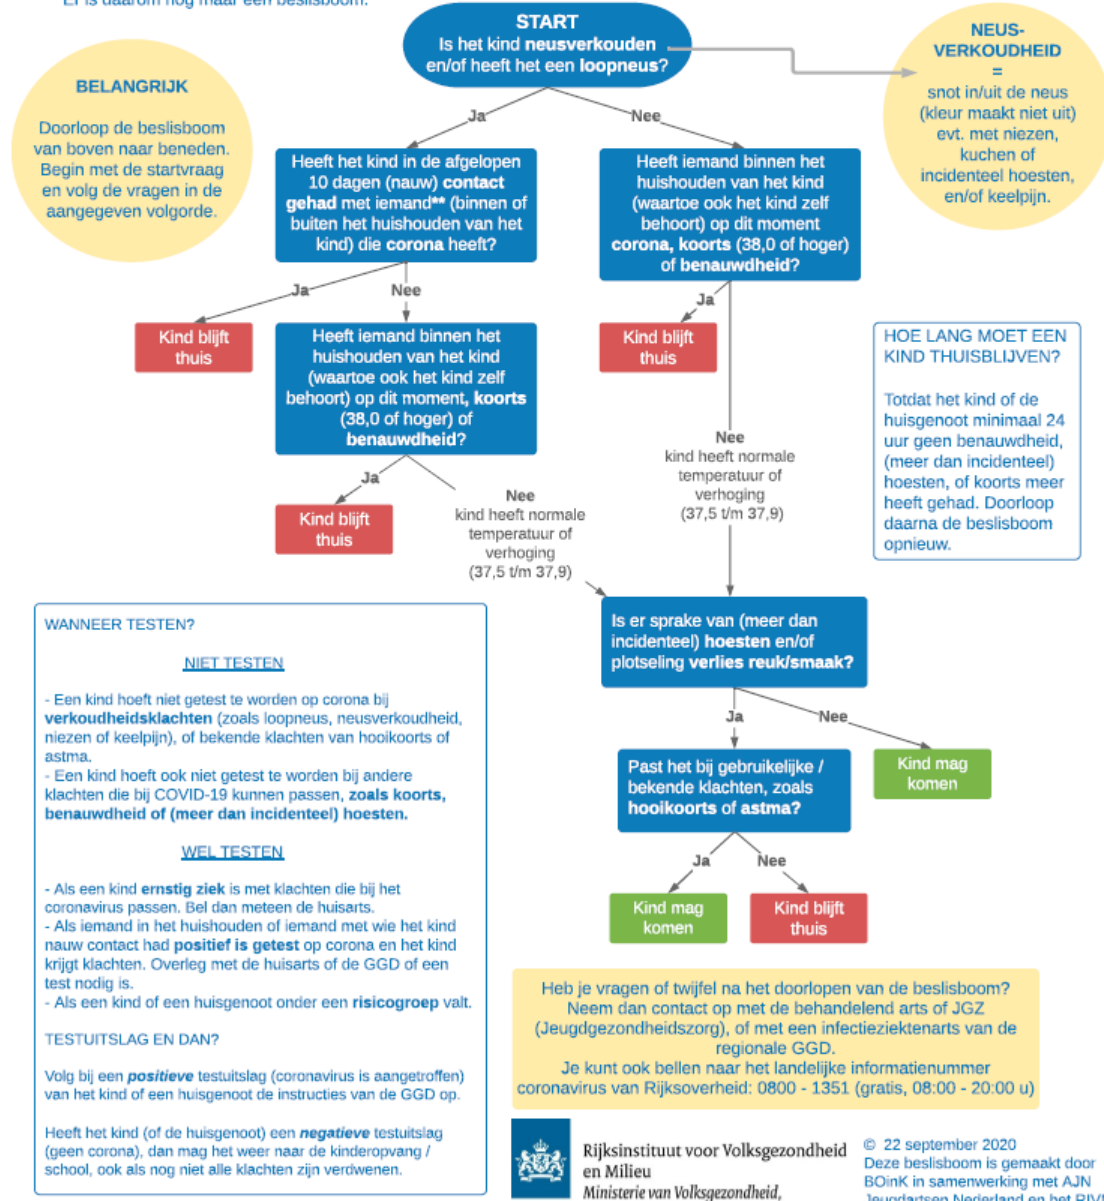 Er is daarom nog maar één beslisboom.
START
Is het kind neusverkouden
en/of heeft het een loopneus?
NEUS-
VERKOUDHEID
=
snot in/uit de neus
(kleur maakt niet uit)
evt. met niezen,
kuchen of
incidenteel hoesten,
en/of keelpijn.
BELANGRIJK
Doorloop de beslisboom
van boven naar beneden.
Begin met de startvraag
en volg de vragen in de
aangegeven volgorde.
Ja
Nee
Heeft het kind in de afgelopen
10 dagen (nauw) contact
gehad met iemand** (binnen of
buiten het huishouden van het
kind) die corona heeft?
Heeft iemand binnen het
huishouden van het kind
(waartoe ook het kind zelf
behoort) op dit moment
corona, koorts (38,0 of hoger)
of benauwdheid?
Ja
Nee
Ja
Kind blijft
thuis
Heeft iemand binnen het
huishouden van het kind
(waartoe ook het kind zelf
behoort) op dit moment, koorts
(38,0 of hoger) of
benauwdheid?
Kind blijft
thuis
HOE LANG MOET EEN
KIND THUISBLIJVEN?
Totdat het kind of de
huisgenoot minimaal 24
uur geen benauwdheid,
(meer dan incidenteel)
hoesten, of koorts meer
heeft gehad. Doorloop
daarna de beslisboom
opnieuw.
Nee
kind heeft normale
temperatuur of
verhoging
(37,5 t/m 37,9)
Ja
Kind blijft
thuis
Nee
kind heeft normale
temperatuur of
verhoging
(37,5 t/m 37,9)
Is er sprake van (meer dan
incidenteel) hoesten en/of
plotseling verlies reuk/smaak?
Ja
Nee
Past het bij gebruikelijke /
bekende klachten, zoals
hooikoorts of astma?
Kind mag
komen
Ja
Nee
Kind mag
komen
Kind blijft
thuis
WANNEER TESTEN?
NIET TESTEN
- Een kind hoeft niet getest te worden op corona bij
verkoudheidsklachten (zoals loopneus, neusverkoudheid,
niezen of keelpijn), of bekende klachten van hooikoorts of
astma.
- Een kind hoeft ook niet getest te worden bij andere
klachten die bij COVID-19 kunnen passen, zoals koorts,
benauwdheid of (meer dan incidenteel) hoesten.
WEL TESTEN
- Als een kind ernstig ziek is met klachten die bij het
coronavirus passen. Bel dan meteen de huisarts.
- Als iemand in het huishouden of iemand met wie het kind
nauw contact had positief is getest op corona en het kind
krijgt klachten. Overleg met de huisarts of de GGD of een
test nodig is.
- Als een kind of een huisgenoot onder een risicogroep valt.
TESTUITSLAG EN DAN?
Volg bij een positieve testuitslag (coronavirus is aangetroffen)
van het kind of een huisgenoot de instructies van de GGD op.
Heeft het kind (of de huisgenoot) een negatieve testuitslag
(geen corona), dan mag het weer naar de kinderopvang /
school, ook als nog niet alle klachten zijn verdwenen.
Heb je vragen of twijfel na het doorlopen van de beslisboom?
Neem dan contact op met de behandelend arts of JGZ
(Jeugdgezondheidszorg), of met een infectieziektenarts van de
regionale GGD.
Je kunt ook bellen naar het landelijke informatienummer
coronavirus van Rijksoverheid: 0800 - 1351 (gratis, 08:00 - 20:00 u)
Rijksinstituut voor Volksgezondheid
en Milieu
Ministerie van Volksgezondheid,
© 22 september 2020
Deze beslisboom is gemaakt door
BOinK in samenwerking met AJN
Jeugdartsen Nederland en het RIVM